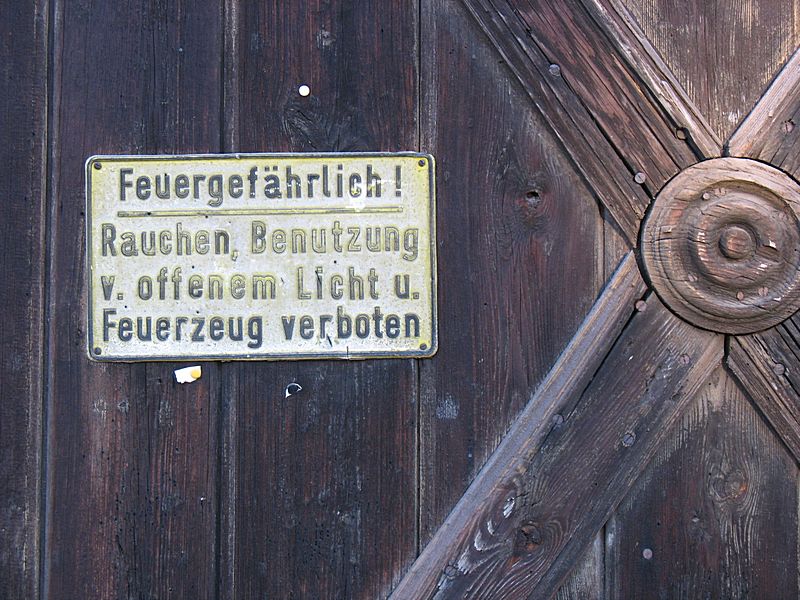 Feuergefährlich!
Rauchen, Benutzung
v. offenem Licht u.
Feuerzeug verboten